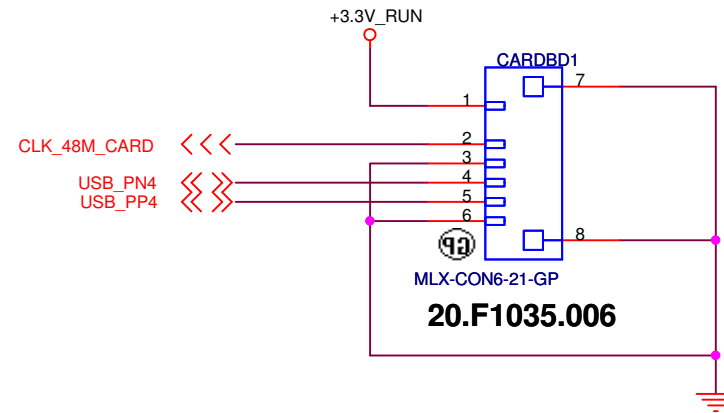 +3.3V_RUN
CARDBD1
7
1
CLK_48M_CARD
2
3
USB_PN4
4
USB_PP4
5
6
8
GP
MLX-CON6-21-GP
20.F1035.006